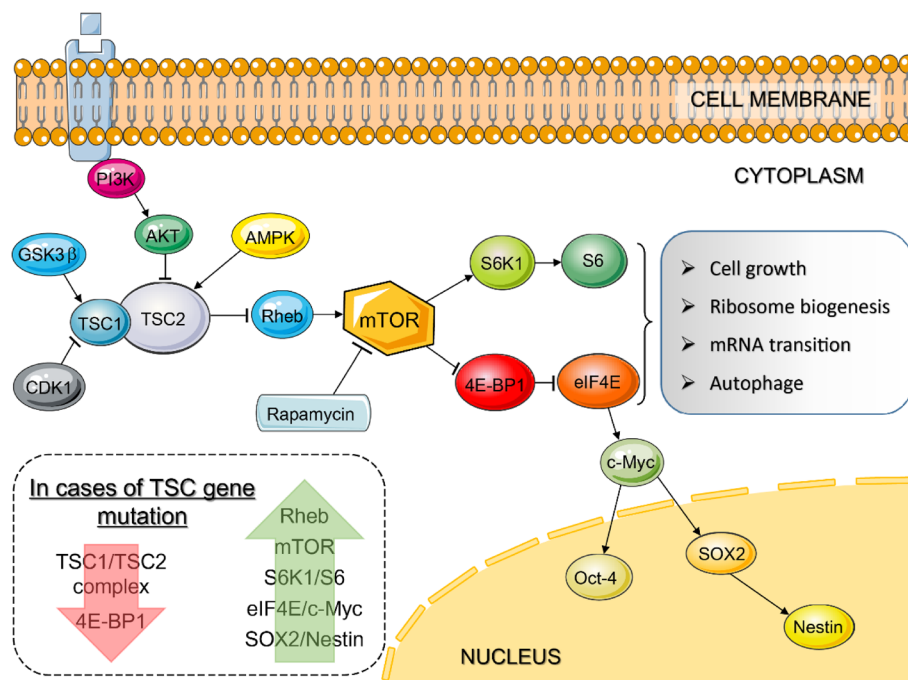 CELL MEMBRANE
CYTOPLASM
PI3K
AKT
AMPK
GSK3β
TSC1
TSC2
CDK1
Rheb
mTOR
Rapamycin
S6K1
S6
4E-BP1
eIF4E
Cell growth
Ribosome biogenesis
mRNA transition
Autophage
c-Myc
Oct-4
SOX2
Nestin
NUCLEUS
In cases of TSC gene
mutation
TSC1/TSC2
complex
4E-BP1
Rheb
mTOR
S6K1/S6
eIF4E/c-Myc
SOX2/Nestin